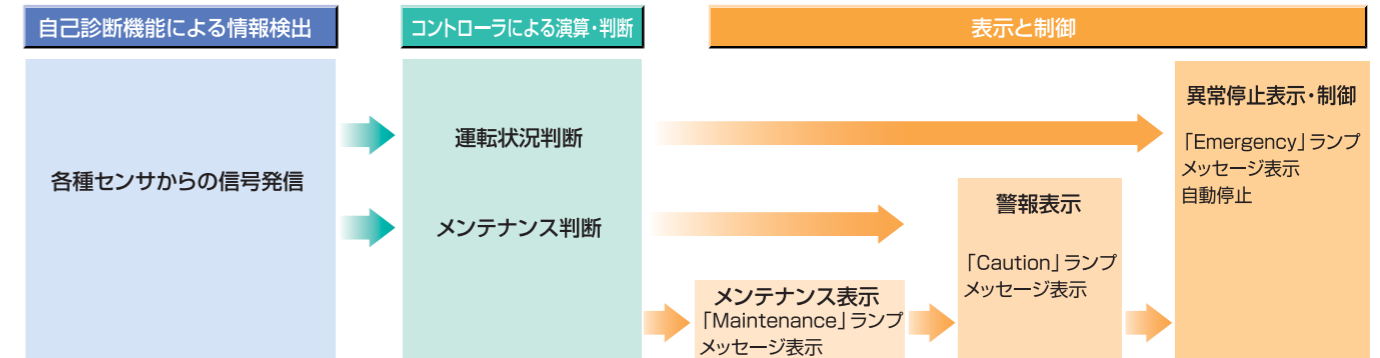 自己診断機能による情報検出
コントローラによる演算・判断
表示と制御
各種センサからの信号発信
運転状況判断
メンテナンス判断
メンテナンス表示
「Maintenance」ランプ
メッセージ表示
警報表示
「Caution」ランプ
メッセージ表示
異常停止表示・制御
「Emergency」ランプ
メッセージ表示
自動停止